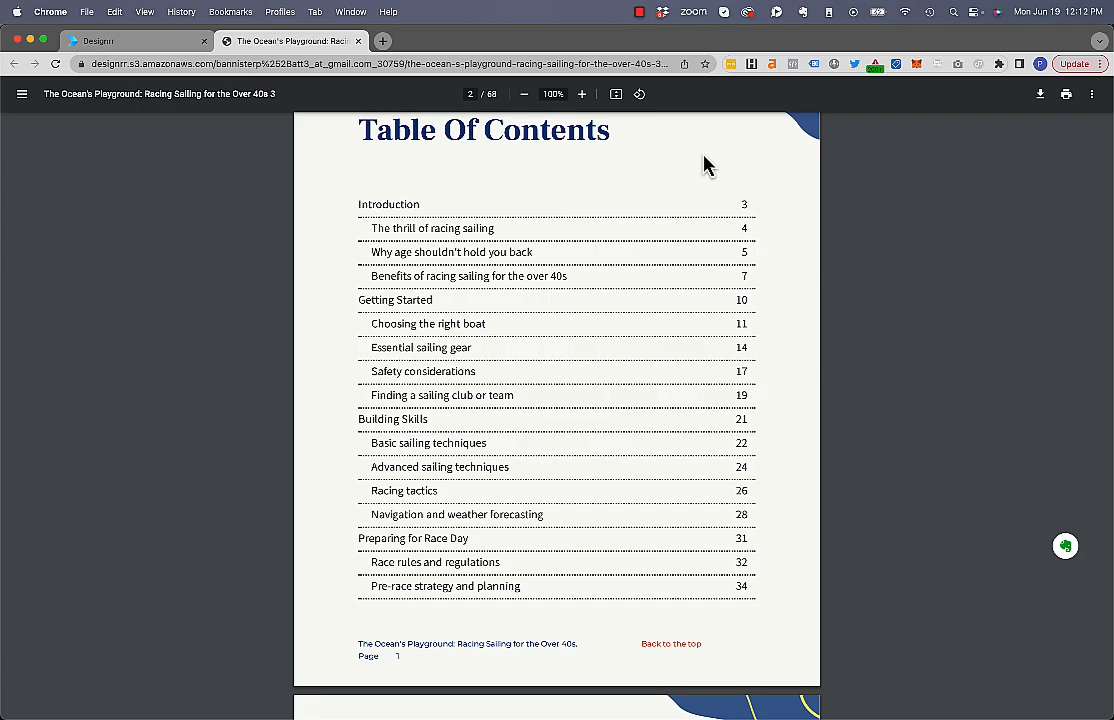 Chrome File Edit View History Bookmarks Profiles Tab Window Help zoom Mon Jun 19 12:12 PM
Designrr The Ocean's Playground: Racin
designrr.s3.amazonaws.com/bannisterp%252Batt3_at_gmail.com_30759/the-ocean-s-playground-racing-sailing-for-the-over-40s-3... Update
The Ocean's Playground: Racing Sailing for the Over 40s 3 2 / 68 100%
Table Of Contents
Introduction 3
The thrill of racing sailing 4
Why age shouldn't hold you back 5
Benefits of racing sailing for the over 40s 7
Getting Started 10
Choosing the right boat 11
Essential sailing gear 14
Safety considerations 17
Finding a sailing club or team 19
Building Skills 21
Basic sailing techniques 22
Advanced sailing techniques 24
Racing tactics 26
Navigation and weather forecasting 28
Preparing for Race Day 31
Race rules and regulations 32
Pre-race strategy and planning 34
The Ocean's Playground: Racing Sailing for the Over 40s. Back to the top
Page 1